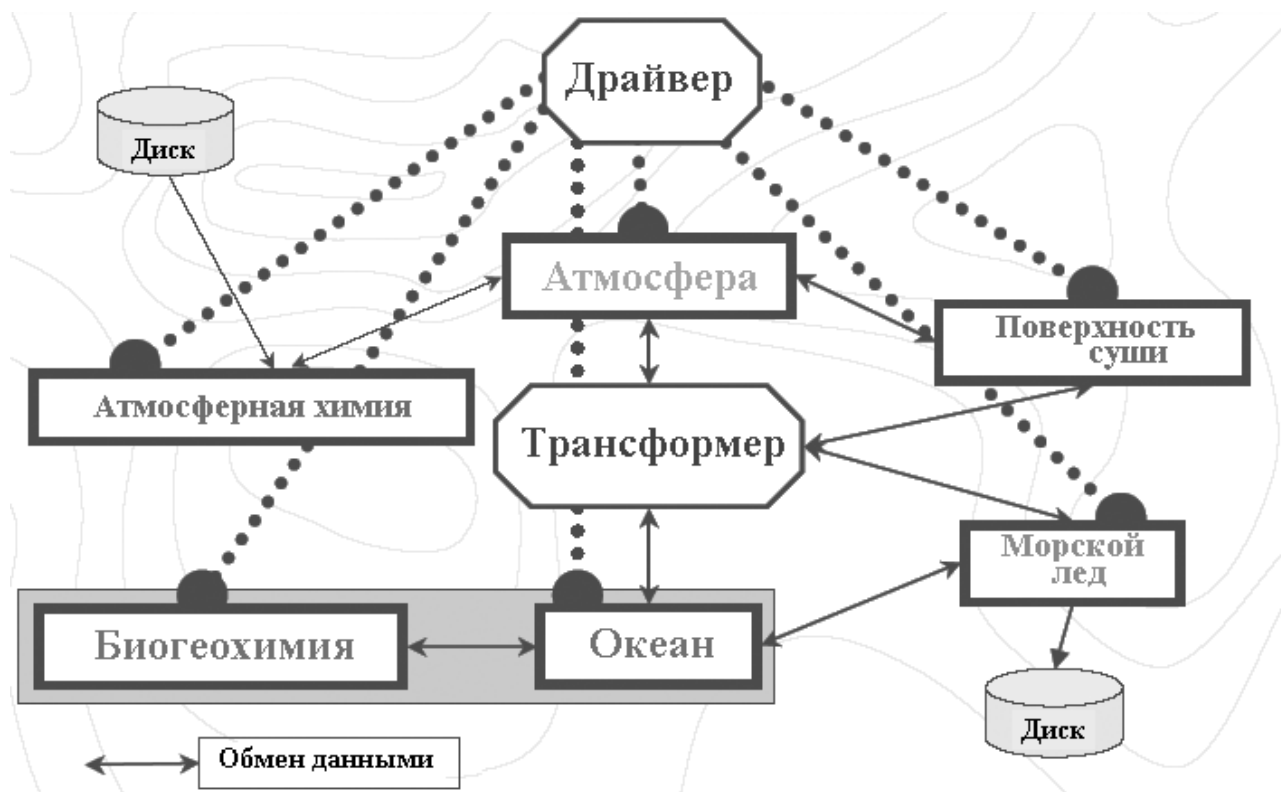 Драйвер
Диск
Атмосфера
Поверхность
суши
Атмосферная химия
Трансформер
Морской
лед
Биогеохимия
Океан
Диск
Обмен данными